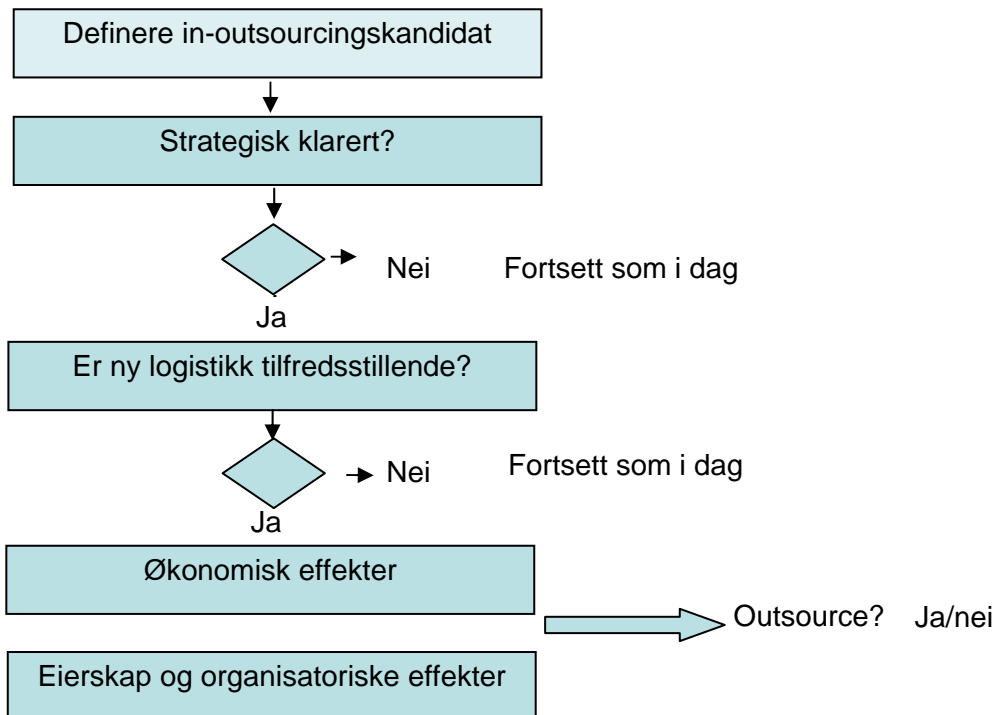 Definere in-outsourcingskandidat
Strategisk klarert?
Nei Fortsett som i dag
Ja
Er ny logistikk tilfredsstillende?
Nei Fortsett som i dag
Ja
Økonomisk effekter
Outsource? Ja/nei
Eierskap og organisatoriske effekter